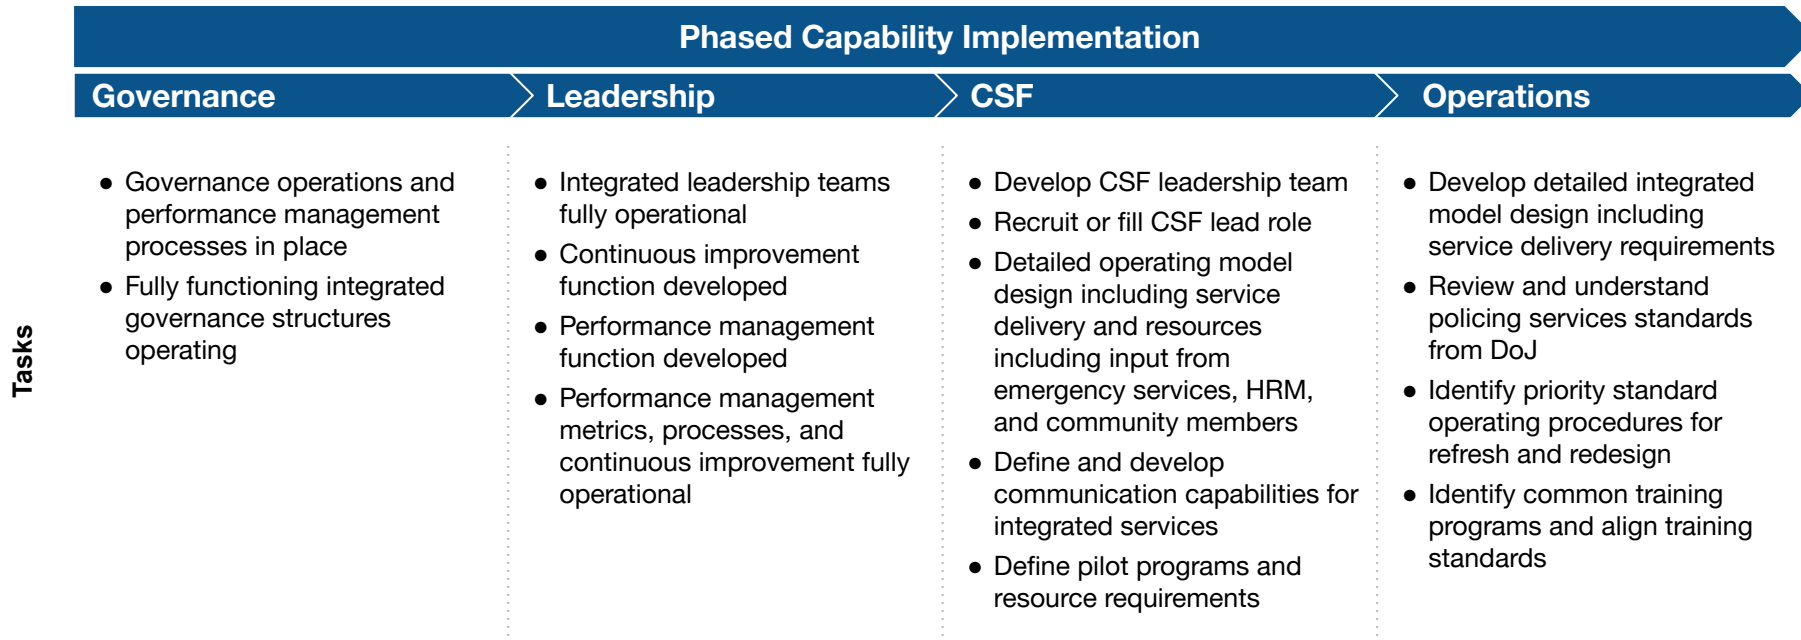 Phased Capability Implementation
Governance
Leadership
CSF
Operations
Tasks
● Governance operations and
performance management
processes in place
● Fully functioning integrated
governance structures
operating
● Integrated leadership teams
fully operational
● Continuous improvement
function developed
● Performance management
function developed
● Performance management
metrics, processes, and
continuous improvement fully
operational
● Develop CSF leadership team
● Recruit or fill CSF lead role
● Detailed operating model
design including service
delivery and resources
including input from
emergency services, HRM,
and community members
● Define and develop
communication capabilities for
integrated services
● Define pilot programs and
resource requirements
● Develop detailed integrated
model design including
service delivery requirements
● Review and understand
policing services standards
from DoJ
● Identify priority standard
operating procedures for
refresh and redesign
● Identify common training
programs and align training
standards